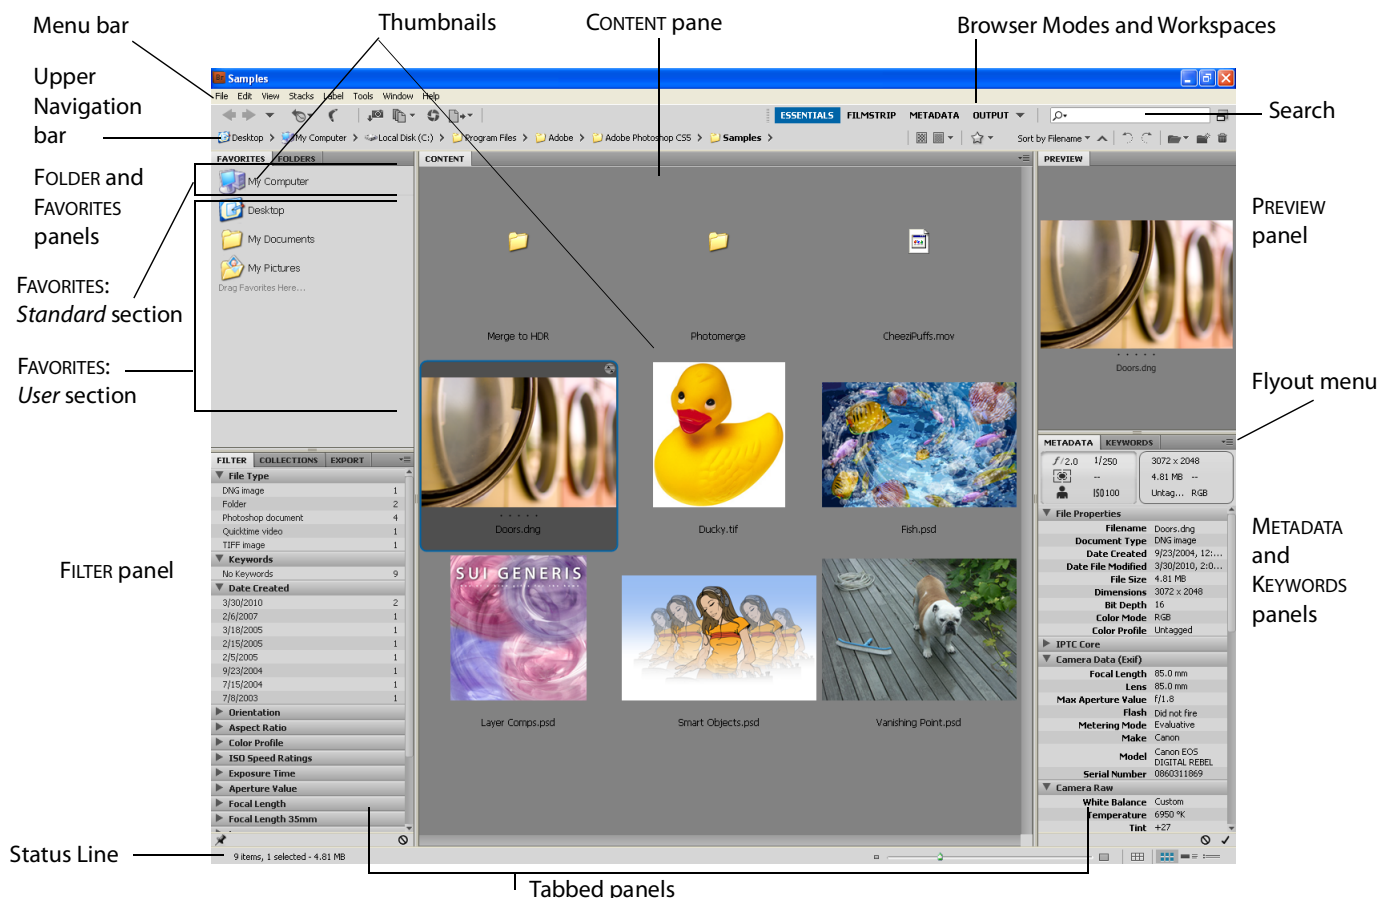 Menu bar
Thumbnails
CONTENT pane
Browser Modes and Workspaces
Upper
Navigation
bar
Search
FOLDER and
FAVORITES
panels
FAVORITES:
Standard section
FAVORITES:
User section
FILTER panel
Status Line
PREVIEW
panel
Flyout menu
METADATA
and
KEYWORDS
panels
Tabbed panels
Br Samples
File Edit View Stacks Label Tools Window Help
ESSENTIALS FILMSTRIP METADATA OUTPUT
Desktop > My Computer > Local Disk (C:) > Program Files > Adobe > Adobe Photoshop CS5 > Samples >
Sort by Filename
FAVORITES FOLDERS
My Computer
Desktop
My Documents
My Pictures
Drag Favorites Here...
FILTER COLLECTIONS EXPORT
File Type
DNG image 1
Folder 2
Photoshop document 4
Quicktime video 1
TIFF image 1
Keywords
No Keywords 9
Date Created
3/30/2010 2
2/6/2007 1
3/18/2005 1
2/15/2005 1
2/5/2005 1
9/23/2004 1
7/15/2004 1
7/8/2003 1
Orientation
Aspect Ratio
Color Profile
ISO Speed Ratings
Exposure Time
Aperture Value
Focal Length
Focal Length 35mm
9 items, 1 selected - 4.81 MB
CONTENT
Merge to HDR
Photomerge
CheeziPuffs.mov
Doors.dng
Ducky.tif
Fish.psd
SUI GENERIS
Layer Comps.psd
Smart Objects.psd
Vanishing Point.psd
PREVIEW
Doors.dng
METADATA KEYWORDS
f/2.0 1/250
--
ISO100
3072 x 2048
4.81 MB --
Untag... RGB
File Properties
Filename Doors.dng
Document Type DNG image
Date Created 9/23/2004, 12:...
Date File Modified 3/30/2010, 2:0...
File Size 4.81 MB
Dimensions 3072 x 2048
Bit Depth 16
Color Mode RGB
Color Profile Untagged
IPTC Core
Camera Data (Exif)
Focal Length 85.0 mm
Lens 85.0 mm
Max Aperture Value f/1.8
Flash Did not fire
Metering Mode Evaluative
Make Canon
Model Canon EOS
DIGITAL REBEL
Serial Number 0860311869
Camera Raw
White Balance Custom
Temperature 6950 °K
Tint +27